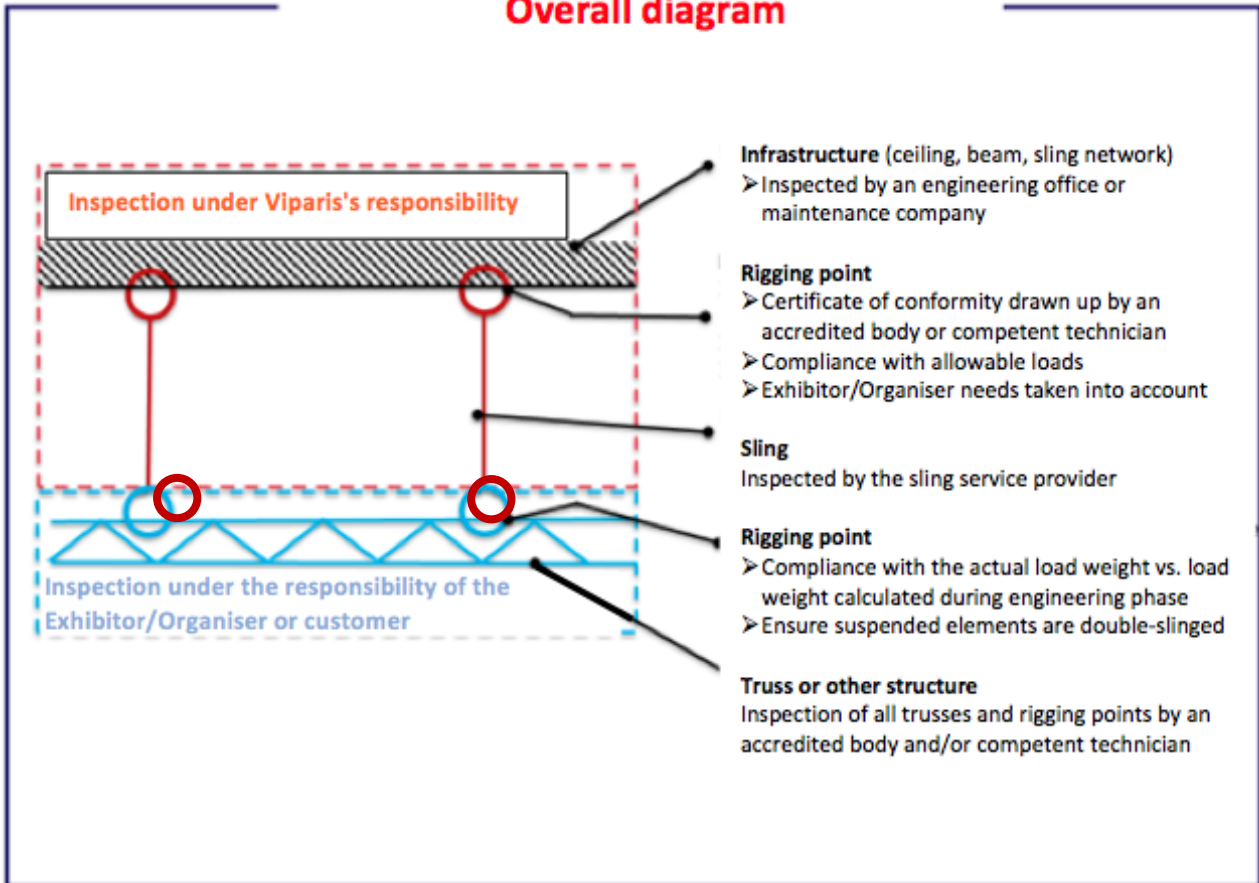 Overall diagram
Inspection under Viparis's responsibility
Infrastructure (ceiling, beam, sling network)
➢Inspected by an engineering office or
maintenance company
Rigging point
➢Certificate of conformity drawn up by an
accredited body or competent technician
➢Compliance with allowable loads
➢Exhibitor/Organiser needs taken into account
Sling
Inspected by the sling service provider
Rigging point
➢Compliance with the actual load weight vs. load
weight calculated during engineering phase
➢Ensure suspended elements are double-slinged
Inspection under the responsibility of the
Exhibitor/Organiser or customer
Truss or other structure
Inspection of all trusses and rigging points by an
accredited body and/or competent technician